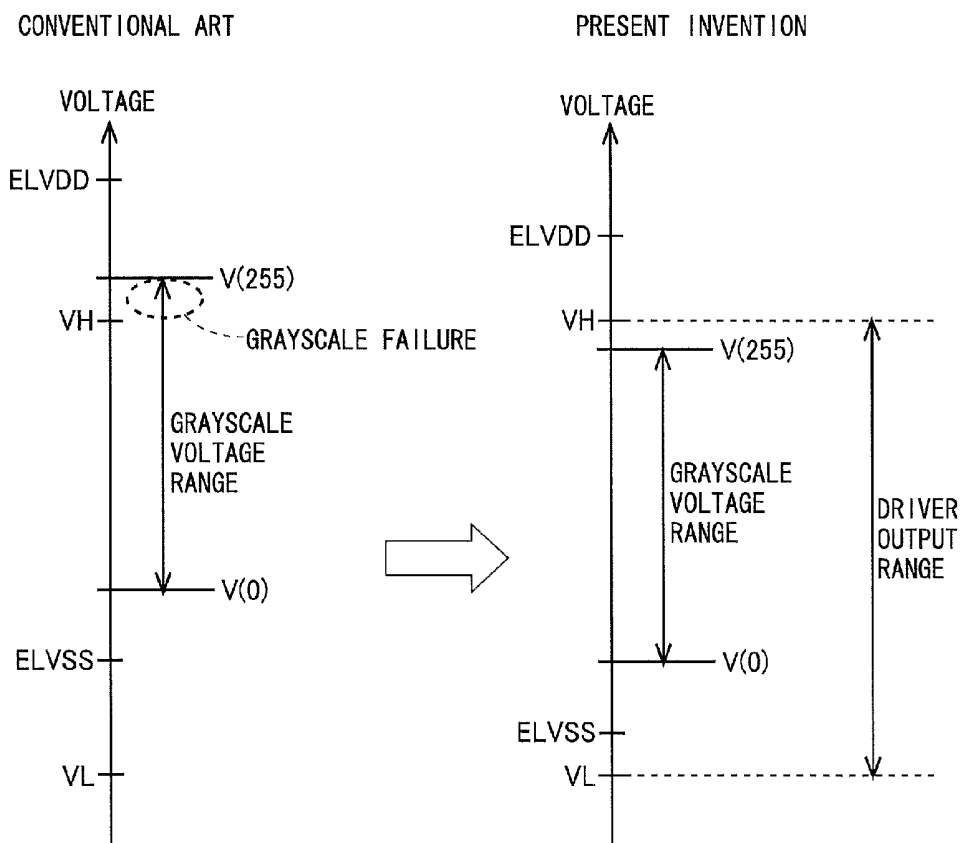 CONVENTIONAL ART
VOLTAGE
ELVDD
V(255)
VH
GRAYSCALE FAILURE
GRAYSCALE
VOLTAGE
RANGE
V(0)
ELVSS
VL
PRESENT INVENTION
VOLTAGE
ELVDD
VH
V(255)
GRAYSCALE
VOLTAGE
RANGE
DRIVER
OUTPUT
RANGE
V(0)
ELVSS
VL